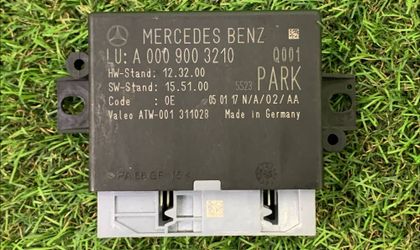 MERCEDES BENZ
LU: A 000 900 3210 Q001
HW-Stand: 12.32.00
SW-Stand: 15.51.00 5523 PARK
Code : OE 05 01 17 N/A/02/AA
Valeo ATW-001 311028 Made in Germany